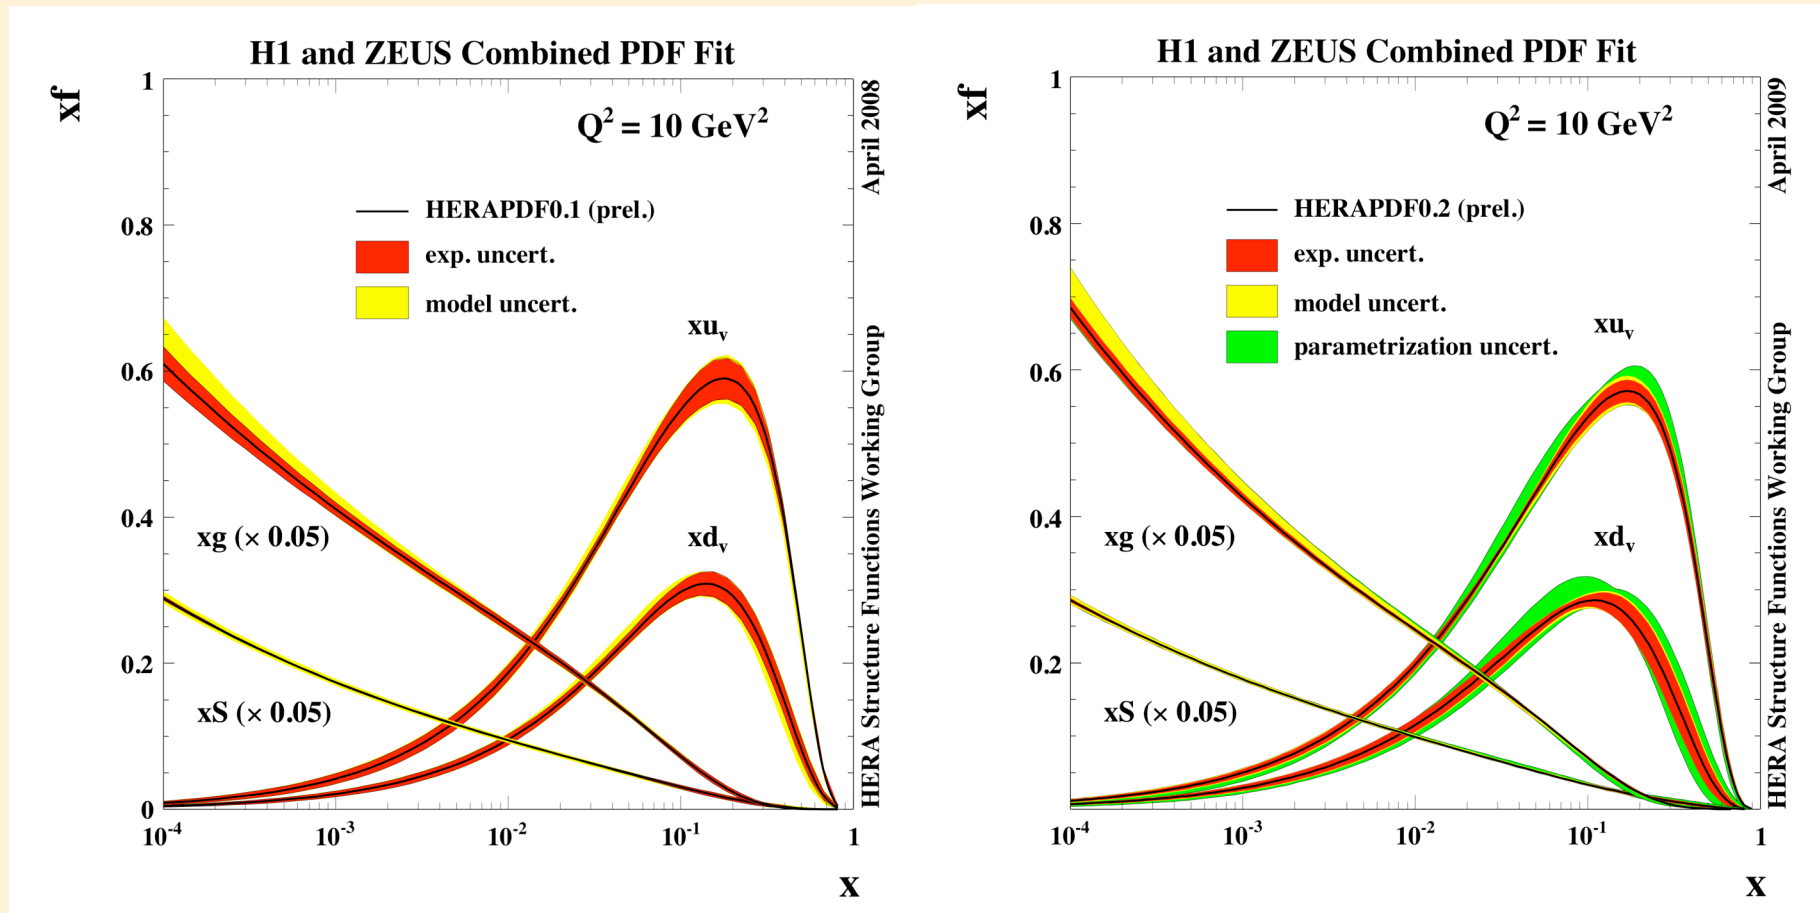 H1 and ZEUS Combined PDF Fit
xf
1
0.8
0.6
0.4
0.2
0
Q² = 10 GeV²
HERAPDF0.1 (prel.)
exp. uncert.
model uncert.
xuᵥ
xdᵥ
xg (× 0.05)
xS (× 0.05)
10⁻⁴
10⁻³
10⁻²
10⁻¹
1
x
HERA Structure Functions Working Group
April 2008
H1 and ZEUS Combined PDF Fit
xf
1
0.8
0.6
0.4
0.2
Q² = 10 GeV²
HERAPDF0.2 (prel.)
exp. uncert.
model uncert.
parametrization uncert.
xuᵥ
xdᵥ
xg (× 0.05)
xS (× 0.05)
10⁻⁴
10⁻³
10⁻²
10⁻¹
1
x
HERA Structure Functions Working Group
April 2009